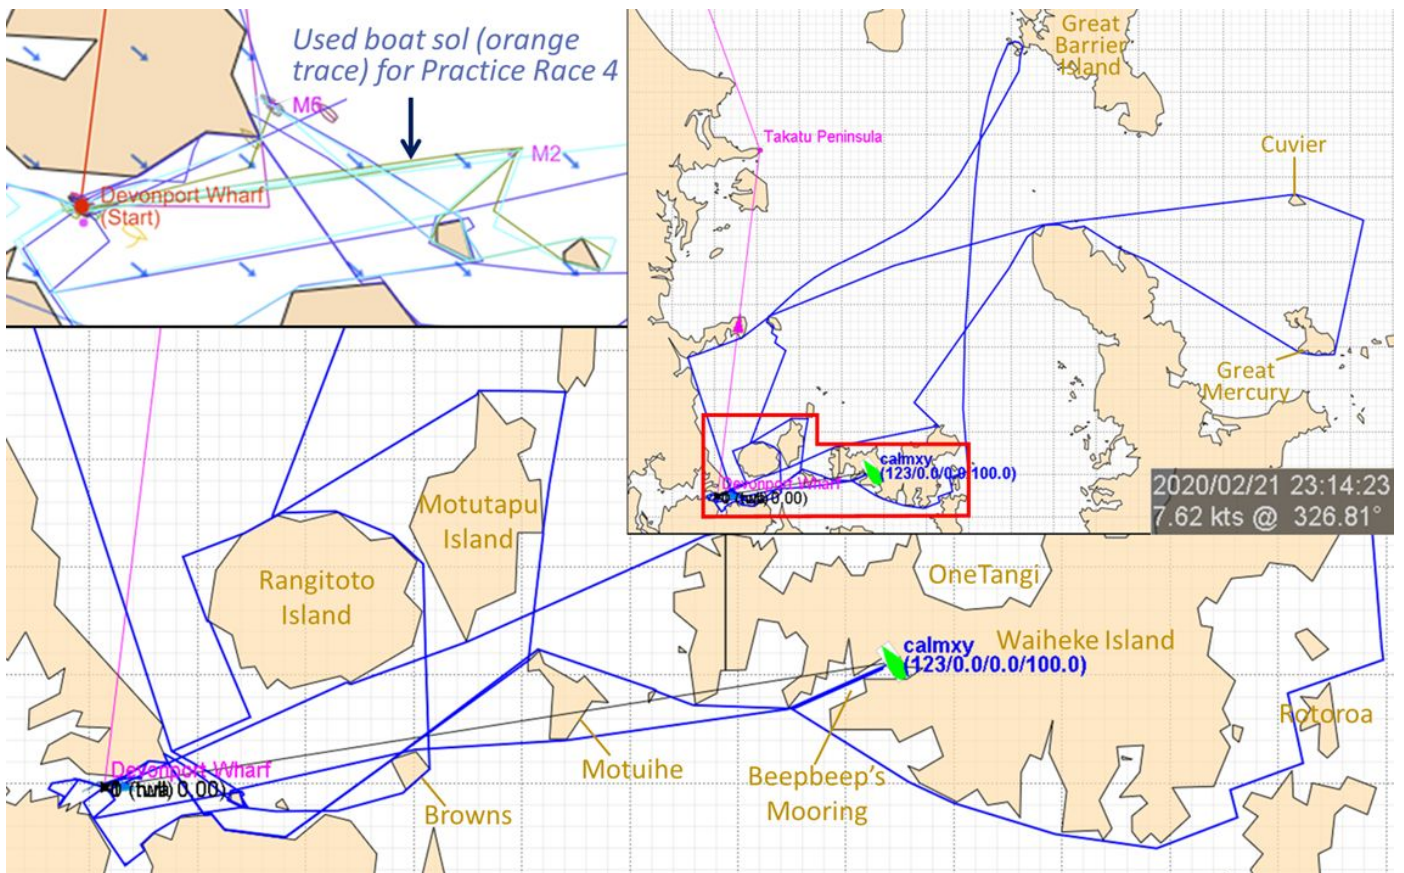 Used boat sol (orange
trace) for Practice Race 4
M6
M2
Devonport Wharf
(Start)
Great
Barrier
Island
Takatu Peninsula
Cuvier
Great
Mercury
calmxy
(123/0.0/0.0/100.0)
Devonport Wharf
2020/02/21 23:14:23
7.62 kts @ 326.81°
Motutapu
Island
Rangitoto
Island
OneTangi
calmxy
(123/0.0/0.0/100.0)
Waiheke Island
Rotoroa
Devonport Wharf
Motuihe
Beepbeep's
Mooring
Browns